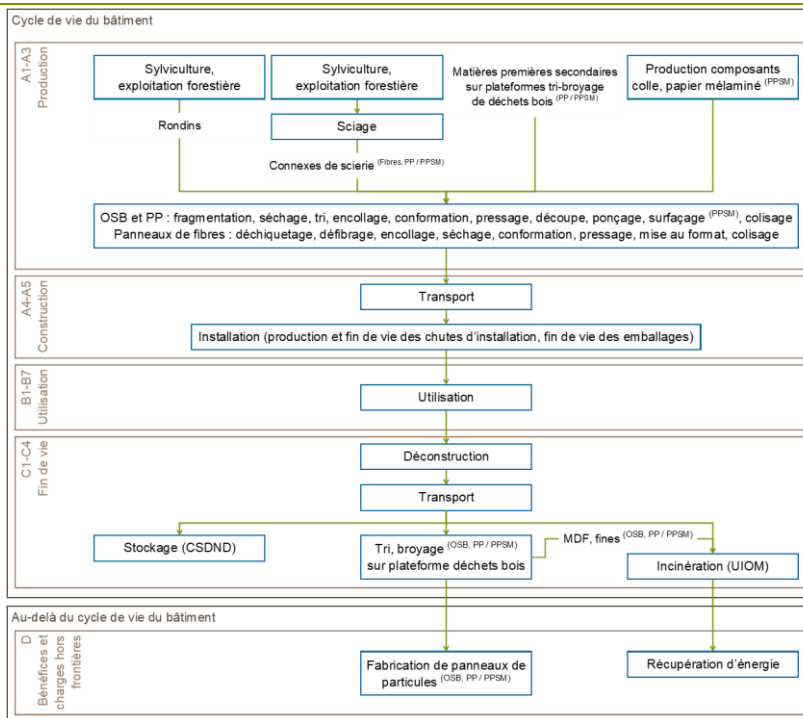 Cycle de vie du bâtiment
A1-A3
Production
Sylviculture,
exploitation forestière
Sylviculture,
exploitation forestière
Matières premières secondaires
sur plateformes tri-broyage
de déchets bois (PP / PPSM)
Production composants
colle, papier mélaminé (PPSM)
Rondins
Sciage
Connexes de scierie (Fibres, PP / PPSM)
OSB et PP : fragmentation, séchage, tri, encollage, conformation, pressage, découpe, ponçage, surfaçage (PPSM), colisage
Panneaux de fibres : déchiquetage, défibrage, encollage, séchage, conformation, pressage, mise au format, colisage
A4-A5
Construction
Transport
Installation (production et fin de vie des chutes d'installation, fin de vie des emballages)
B1-B7
Utilisation
Utilisation
C1-C4
Fin de vie
Déconstruction
Transport
Stockage (CSDND)
Tri, broyage (OSB, PP / PPSM)
sur plateforme déchets bois
MDF, fines (OSB, PP / PPSM)
Incinération (UIOM)
Au-delà du cycle de vie du bâtiment
D
Bénéfices et
charges hors
frontières
Fabrication de panneaux de
particules (OSB, PP / PPSM)
Récupération d'énergie